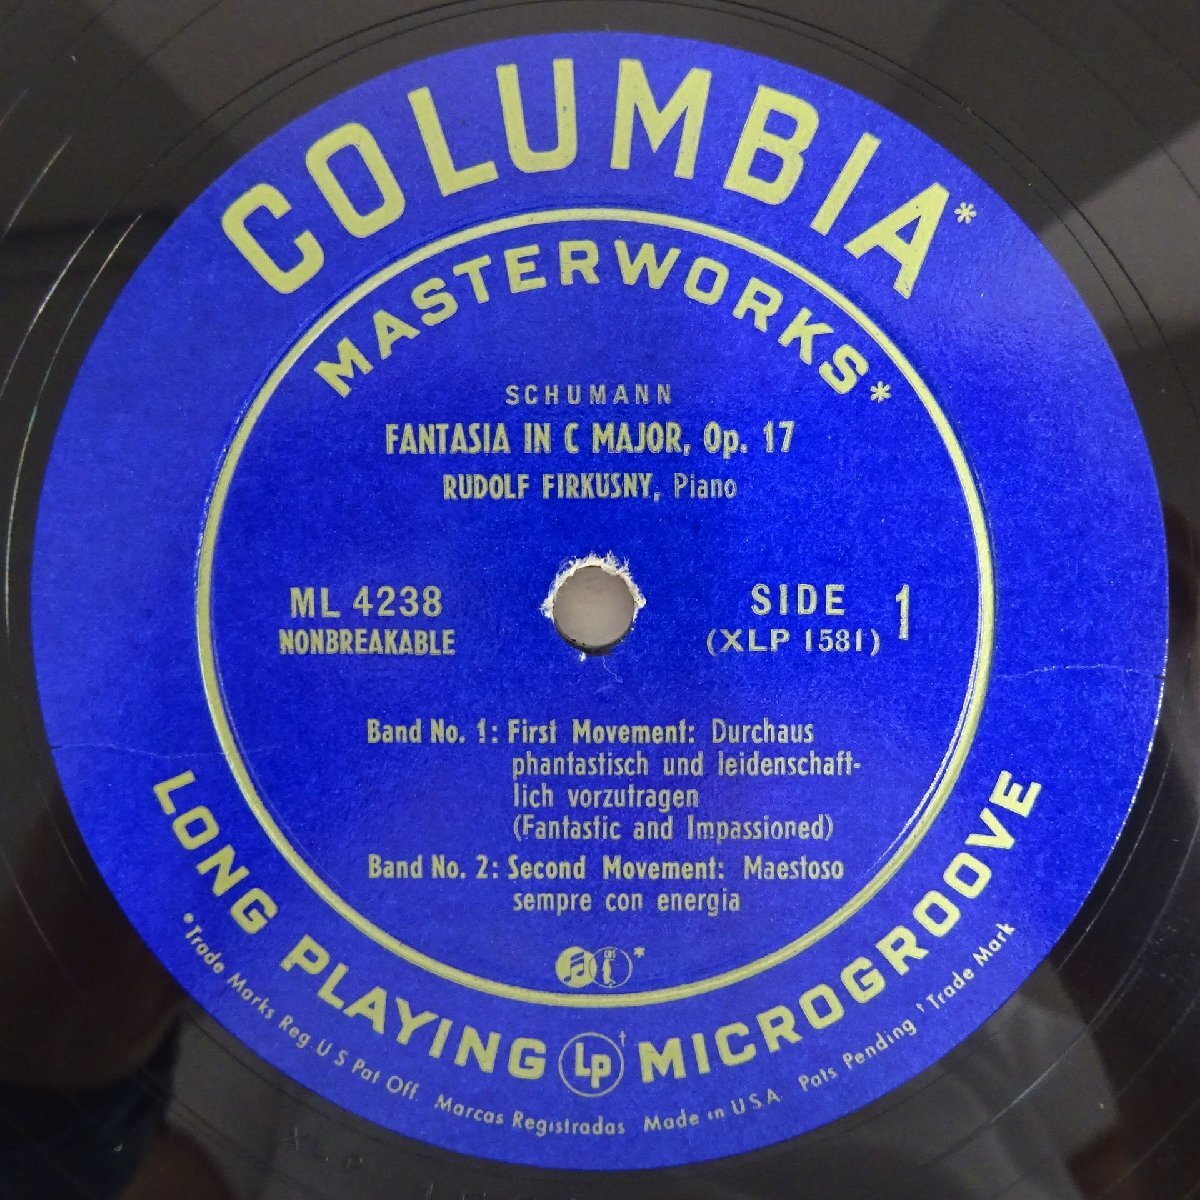 COLUMBIA*
MASTERWORKS*
SCHUMANN
FANTASIA IN C MAJOR, Op. 17
RUDOLF FIRKUSNY, Piano
ML 4238
NONBREAKABLE
SIDE 1
(XLP 1581)
Band No. 1: First Movement: Durchaus
phantastisch und leidenschaft-
lich vorzutragen
(Fantastic and Impassioned)
Band No. 2: Second Movement: Maestoso
sempre con energia
*
LONG PLAYING LP† MICROGROOVE
*Trade Marks Reg. U S Pat Off Marcas Registradas Made in U.S.A. Pats Pending † Trade Mark